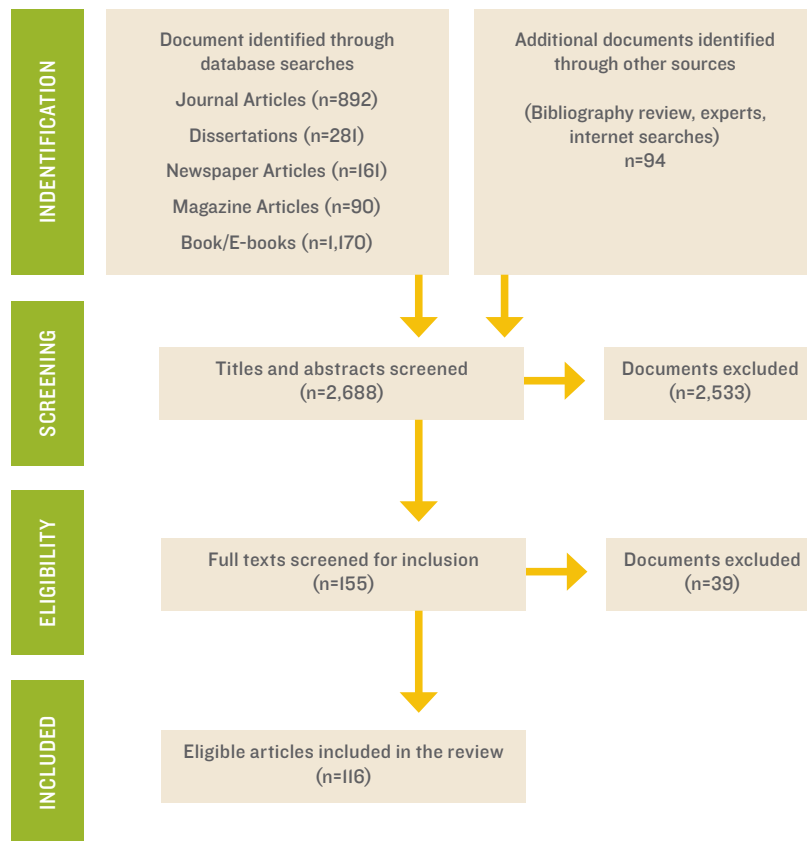 INDENTIFICATION
Document identified through
database searches
Journal Articles (n=892)
Dissertations (n=281)
Newspaper Articles (n=161)
Magazine Articles (n=90)
Book/E-books (n=1,170)
Additional documents identified
through other sources
(Bibliography review, experts,
internet searches)
n=94
SCREENING
Titles and abstracts screened
(n=2,688)
Documents excluded
(n=2,533)
ELIGIBILITY
Full texts screened for inclusion
(n=155)
Documents excluded
(n=39)
INCLUDED
Eligible articles included in the review
(n=116)